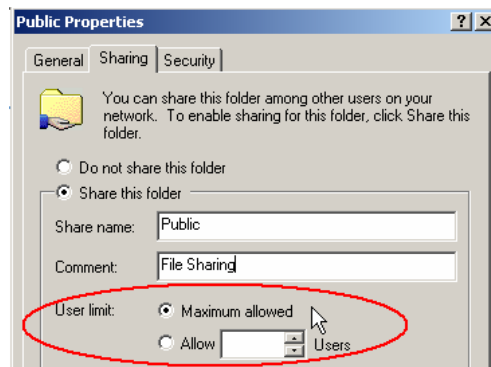 Public Properties
General Sharing Security
You can share this folder among other users on your
network. To enable sharing for this folder, click Share this
folder.
Do not share this folder
Share this folder
Share name: Public
Comment: File Sharing
User limit: Maximum allowed
Allow Users